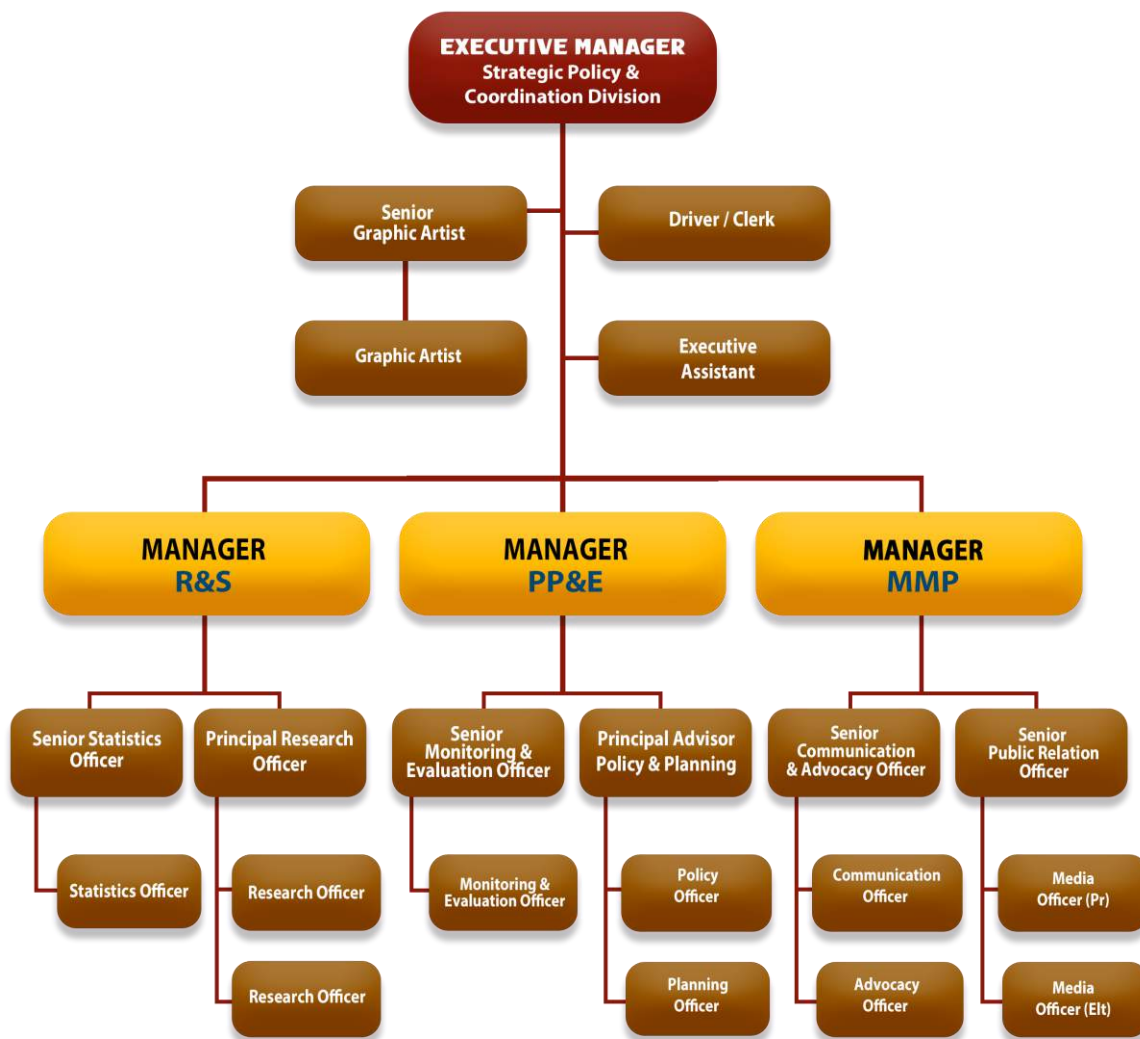 EXECUTIVE MANAGER
Strategic Policy &
Coordination Division
Senior
Graphic Artist
Driver / Clerk
Graphic Artist
Executive
Assistant
MANAGER
R&S
MANAGER
PP&E
MANAGER
MMP
Senior Statistics
Officer
Principal Research
Officer
Senior
Monitoring &
Evaluation Officer
Principal Advisor
Policy & Planning
Senior
Communication
& Advocacy Officer
Senior
Public Relation
Officer
Statistics Officer
Research Officer
Monitoring &
Evaluation Officer
Policy
Officer
Communication
Officer
Media
Officer (Pr)
Research Officer
Planning
Officer
Advocacy
Officer
Media
Officer (Elt)